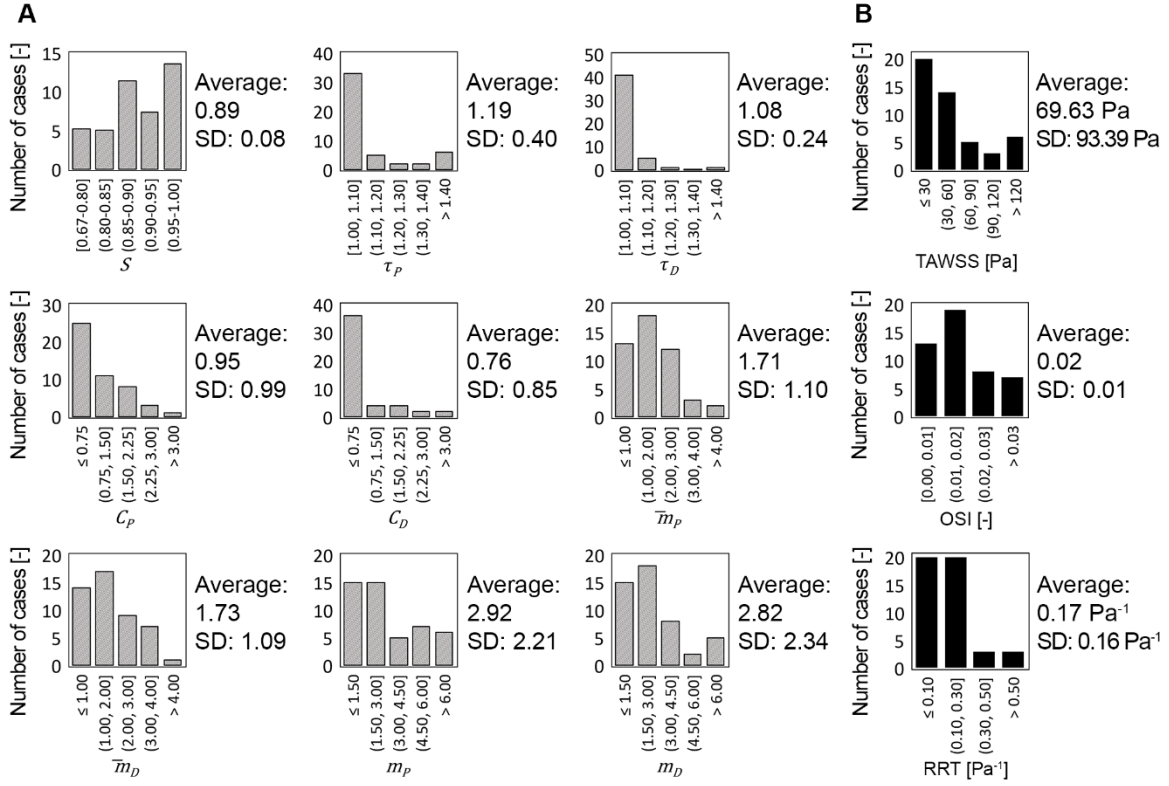 A
B
Number of cases [-]
15
10
5
0
[0.67-0.80]
(0.80-0.85]
(0.85-0.90]
(0.90-0.95]
(0.95-1.00]
S
Average:
0.89
SD: 0.08
40
30
20
10
0
[1.00, 1.10]
(1.10, 1.20]
(1.20, 1.30]
(1.30, 1.40]
> 1.40
τP
Average:
1.19
SD: 0.40
50
40
30
20
10
0
[1.00, 1.10]
(1.10, 1.20]
(1.20, 1.30]
(1.30, 1.40]
> 1.40
τD
Average:
1.08
SD: 0.24
Number of cases [-]
20
15
10
5
0
≤ 30
(30, 60]
(60, 90]
(90, 120]
> 120
TAWSS [Pa]
Average:
69.63 Pa
SD: 93.39 Pa
Number of cases [-]
30
20
10
0
≤ 0.75
(0.75, 1.50]
(1.50, 2.25]
(2.25, 3.00]
> 3.00
CP
Average:
0.95
SD: 0.99
40
30
20
10
0
≤ 0.75
(0.75, 1.50]
(1.50, 2.25]
(2.25, 3.00]
> 3.00
CD
Average:
0.76
SD: 0.85
20
15
10
5
0
≤ 1.00
(1.00, 2.00]
(2.00, 3.00]
(3.00, 4.00]
> 4.00
m̅P
Average:
1.71
SD: 1.10
Number of cases [-]
20
15
10
5
0
[0.00, 0.01]
(0.01, 0.02]
(0.02, 0.03]
> 0.03
OSI [-]
Average:
0.02
SD: 0.01
Number of cases [-]
20
15
10
5
0
≤ 1.00
(1.00, 2.00]
(2.00, 3.00]
(3.00, 4.00]
> 4.00
m̅D
Average:
1.73
SD: 1.09
20
15
10
5
0
≤ 1.50
(1.50, 3.00]
(3.00, 4.50]
(4.50, 6.00]
> 6.00
mP
Average:
2.92
SD: 2.21
20
15
10
5
0
≤ 1.50
(1.50, 3.00]
(3.00, 4.50]
(4.50, 6.00]
> 6.00
mD
Average:
2.82
SD: 2.34
Number of cases [-]
20
15
10
5
0
≤ 0.10
(0.10, 0.30]
(0.30, 0.50]
> 0.50
RRT [Pa⁻¹]
Average:
0.17 Pa⁻¹
SD: 0.16 Pa⁻¹